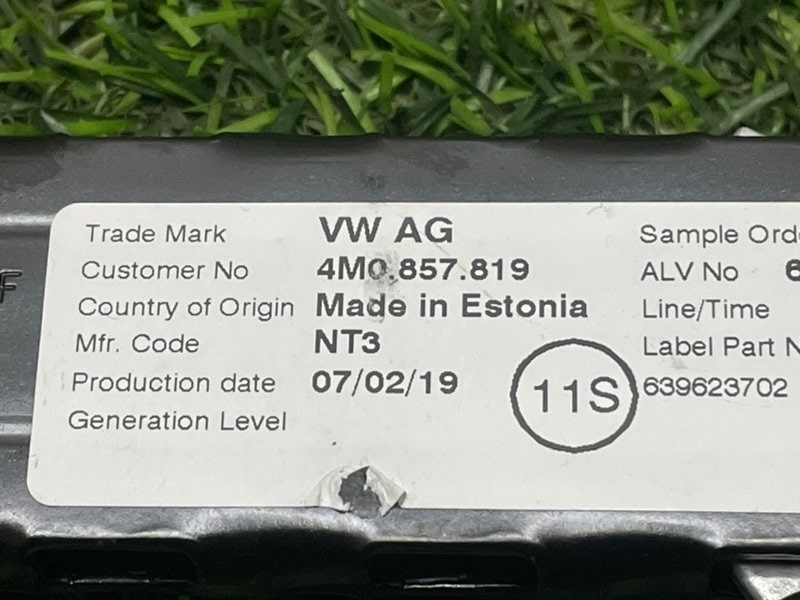 Trade Mark VW AG Sample Ord
Customer No 4M0.857.819 ALV No 6
Country of Origin Made in Estonia Line/Time
Mfr. Code NT3 Label Part N
Production date 07/02/19 11S 639623702
Generation Level
F